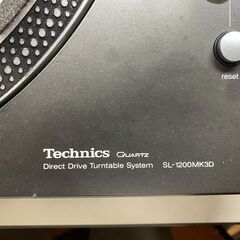 reset
Technics QUARTZ
Direct Drive Turntable System SL-1200MK3D